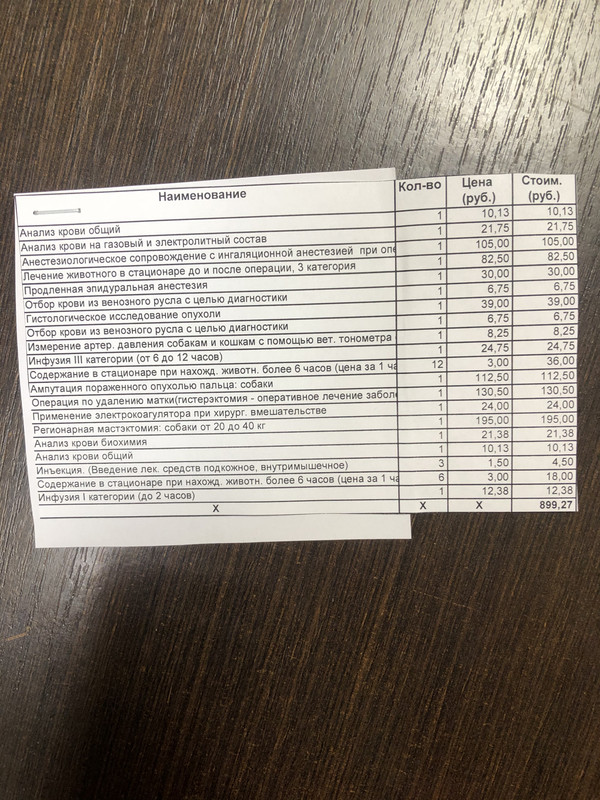 Наименование Кол-во Цена (руб.) Стоим. (руб.)
Анализ крови общий 1 10,13 10,13
Анализ крови на газовый и электролитный состав 1 21,75 21,75
Анестезиологическое сопровождение с ингаляционной анестезией при опе 1 105,00 105,00
Лечение животного в стационаре до и после операции, 3 категория 1 82,50 82,50
Продленная эпидуральная анестезия 1 30,00 30,00
Отбор крови из венозного русла с целью диагностики 1 6,75 6,75
Гистологическое исследование опухоли 1 39,00 39,00
Отбор крови из венозного русла с целью диагностики 1 6,75 6,75
Измерение артер. давления собакам и кошкам с помощью вет. тонометра 1 8,25 8,25
Инфузия III категории (от 6 до 12 часов) 1 24,75 24,75
Содержание в стационаре при нахожд. животн. более 6 часов (цена за 1 ча 12 3,00 36,00
Ампутация пораженного опухолью пальца: собаки 1 112,50 112,50
Операция по удалению матки(гистерэктомия - оперативное лечение забол 1 130,50 130,50
Применение электрокоагулятора при хирург. вмешательстве 1 24,00 24,00
Регионарная мастэктомия: собаки от 20 до 40 кг 1 195,00 195,00
Анализ крови биохимия 1 21,38 21,38
Анализ крови общий 1 10,13 10,13
Инъекция. (Введение лек. средств подкожное, внутримышечное) 3 1,50 4,50
Содержание в стационаре при нахожд. животн. более 6 часов (цена за 1 ча 6 3,00 18,00
Инфузия I категории (до 2 часов) 1 12,38 12,38
X X X 899,27